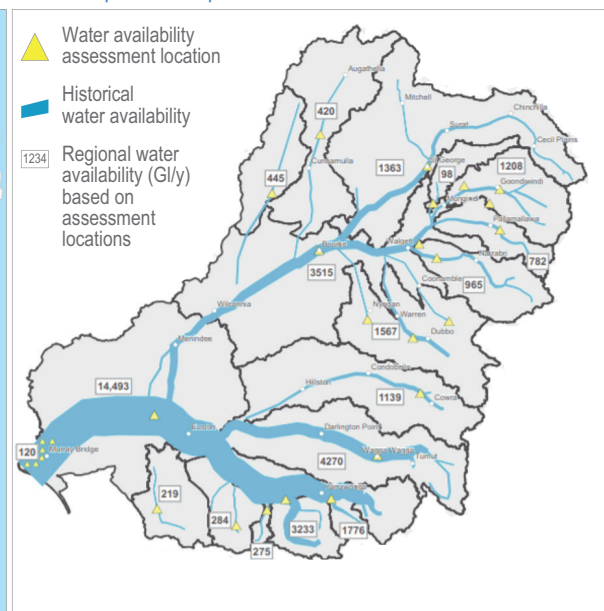 Water availability
assessment location
Historical
water availability
1234
Regional water
availability (Gl/y)
based on
assessment
locations
Augathella
Mitchell
Chinchilla
420
Surat
Cecil Plains
Cunnamulla
1363
St George
98
1208
Goondiwindi
445
Mungindi
Pallamallawa
Bourke
Walgett
782
3515
Narrabri
965
Coonamble
Wilcannia
Nyngan
Warren
1567
Dubbo
Menindee
14,493
Condobolin
Hillston
1139
Cowra
Darlington Point
120
Murray Bridge
Wagga Wagga
4270
Tumut
219
284
3233
1776
275